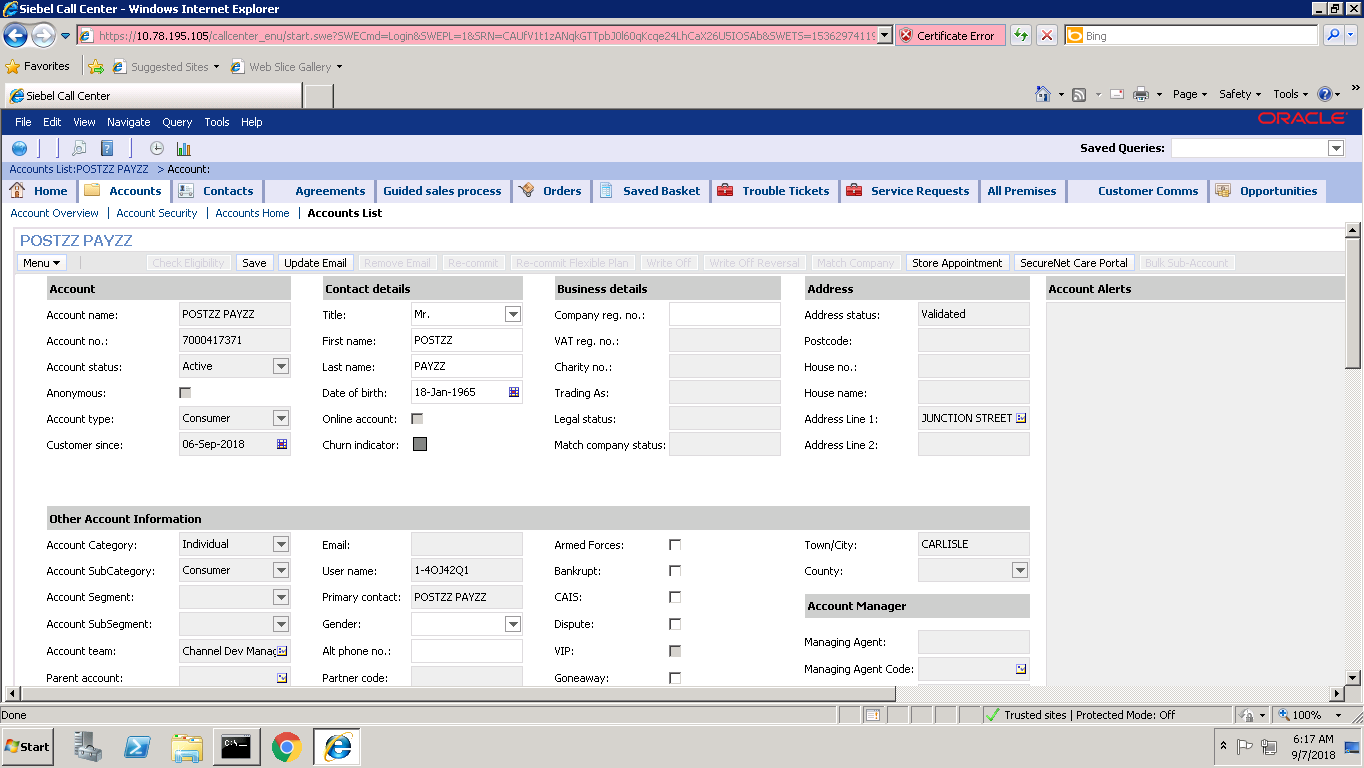 Siebel Call Center - Windows Internet Explorer
https://10.78.195.105/callcenter_enu/start.swe?SWECmd=Login&SWEPL=1&SRN=
Certificate Error
Bing
Favorites
Suggested Sites
Web Slice Gallery
Siebel Call Center
Page
Safety
Tools
File Edit View Navigate Query Tools Help
ORACLE
Saved Queries:
Accounts List:POSTZZ PAYZZ > Account:
Home Accounts Contacts Agreements Guided sales process Orders Saved Basket Trouble Tickets Service Requests All Premises Customer Comms Opportunities
Account Overview | Account Security | Accounts Home | Accounts List
POSTZZ PAYZZ
Menu Check Eligibility Save Update Email Remove Email Re-commit Re-commit Flexible Plan Write Off Write Off Reversal Match Company Store Appointment SecureNet Care Portal Bulk Sub-Account
Account Contact details Business details Address Account Alerts
Account name: POSTZZ PAYZZ Title: Mr. Company reg. no.: Address status: Validated
Account no.: 7000417371 First name: POSTZZ VAT reg. no.: Postcode:
Account status: Active Last name: PAYZZ Charity no.: House no.:
Anonymous: Date of birth: 18-Jan-1965 Trading As: House name:
Account type: Consumer Online account: Legal status: Address Line 1: JUNCTION STREET
Customer since: 06-Sep-2018 Churn indicator: Match company status: Address Line 2:
Other Account Information
Account Category: Individual Email: Armed Forces: Town/City: CARLISLE
Account SubCategory: Consumer User name: 1-4OJ42Q1 Bankrupt: County:
Account Segment: Primary contact: POSTZZ PAYZZ CAIS: Account Manager
Account SubSegment: Gender: Dispute:
Account team: Channel Dev Manag Alt phone no.: VIP: Managing Agent:
Parent account: Partner code: Goneaway: Managing Agent Code:
Done
Trusted sites | Protected Mode: Off
100%
Start
6:17 AM
9/7/2018